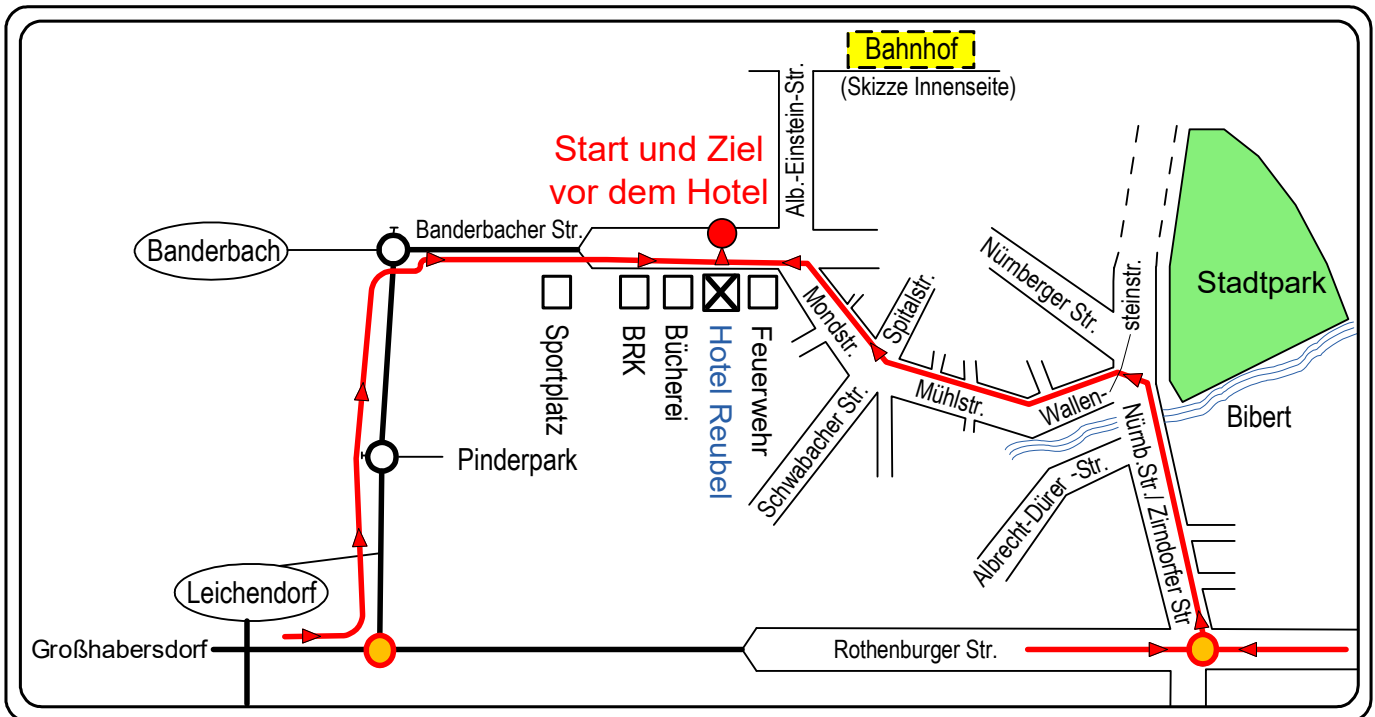 Bahnhof
(Skizze Innenseite)
Alb.-Einstein-Str.
Start und Ziel
vor dem Hotel
Banderbacher Str.
Banderbach
Nürnberger Str.
steinstr.
Stadtpark
Spitalstr.
Mondstr.
Sportplatz
BRK
Bücherei
Hotel Reubel
Feuerwehr
Mühlstr.
Wallen-
Bibert
Schwabacher Str.
Pinderpark
Albrecht-Dürer -Str.
Nürnb.Str./ Zirndorfer Str
Leichendorf
Großhabersdorf
Rothenburger Str.